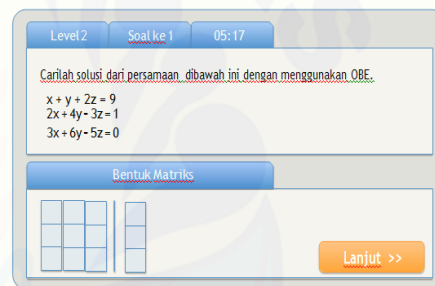 Level 2 Soal ke 1 05:17
Carilah solusi dari persamaan dibawah ini dengan menggunakan OBE.
x + y + 2z = 9
2x + 4y - 3z = 1
3x + 6y - 5z = 0
Bentuk Matriks
Lanjut >>